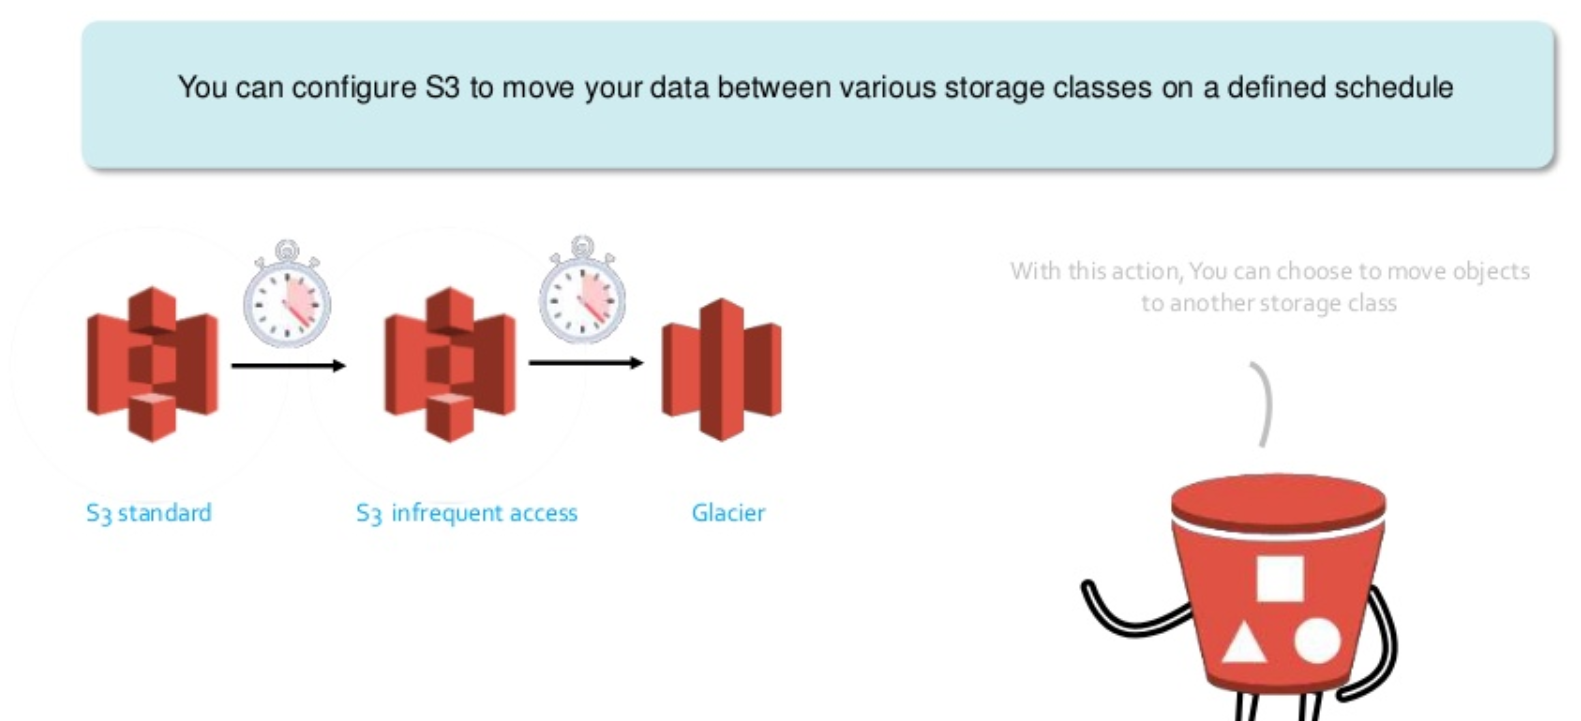 You can configure S3 to move your data between various storage classes on a defined schedule
With this action, You can choose to move objects
to another storage class
S3 standard
S3 infrequent access
Glacier